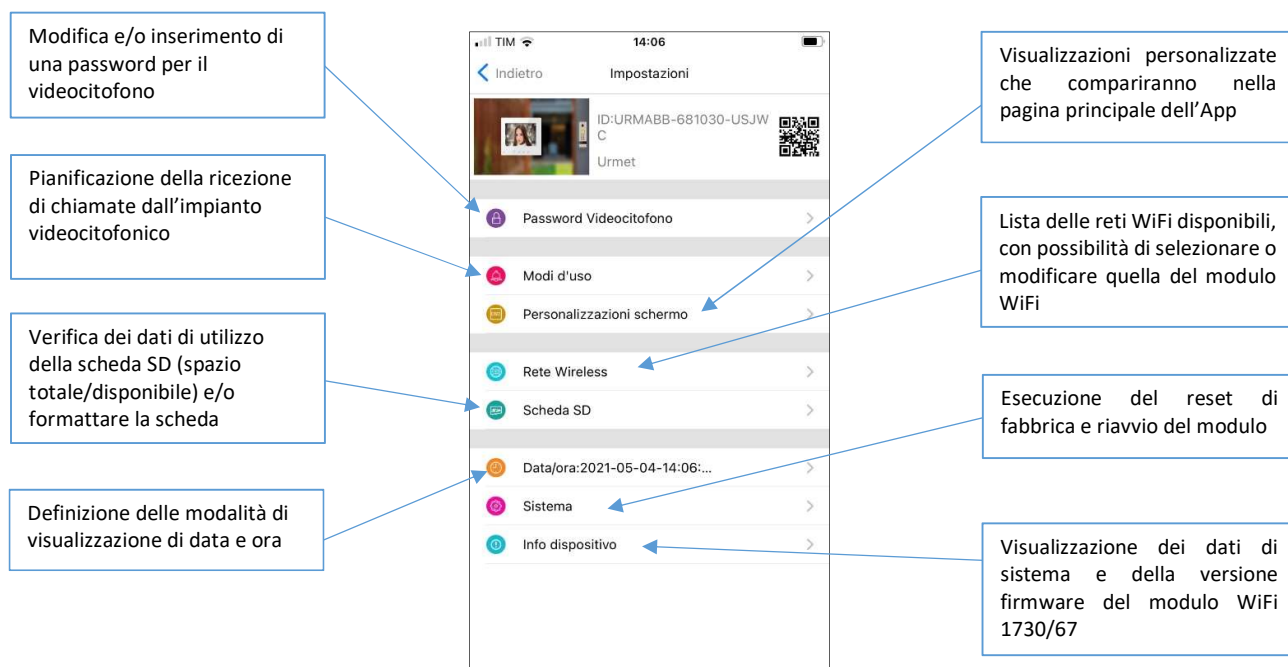 Modifica e/o inserimento di
una password per il
videocitofono
Pianificazione della ricezione
di chiamate dall'impianto
videocitofonico
Verifica dei dati di utilizzo
della scheda SD (spazio
totale/disponibile) e/o
formattare la scheda
Definizione delle modalità di
visualizzazione di data e ora
TIM 14:06
Indietro Impostazioni
ID:URMABB-681030-USJW
C
Urmet
Password Videocitofono
Modi d'uso
Personalizzazioni schermo
Rete Wireless
Scheda SD
Data/ora:2021-05-04-14:06:...
Sistema
Info dispositivo
Visualizzazioni personalizzate
che compariranno nella
pagina principale dell'App
Lista delle reti WiFi disponibili,
con possibilità di selezionare o
modificare quella del modulo
WiFi
Esecuzione del reset di
fabbrica e riavvio del modulo
Visualizzazione dei dati di
sistema e della versione
firmware del modulo WiFi
1730/67